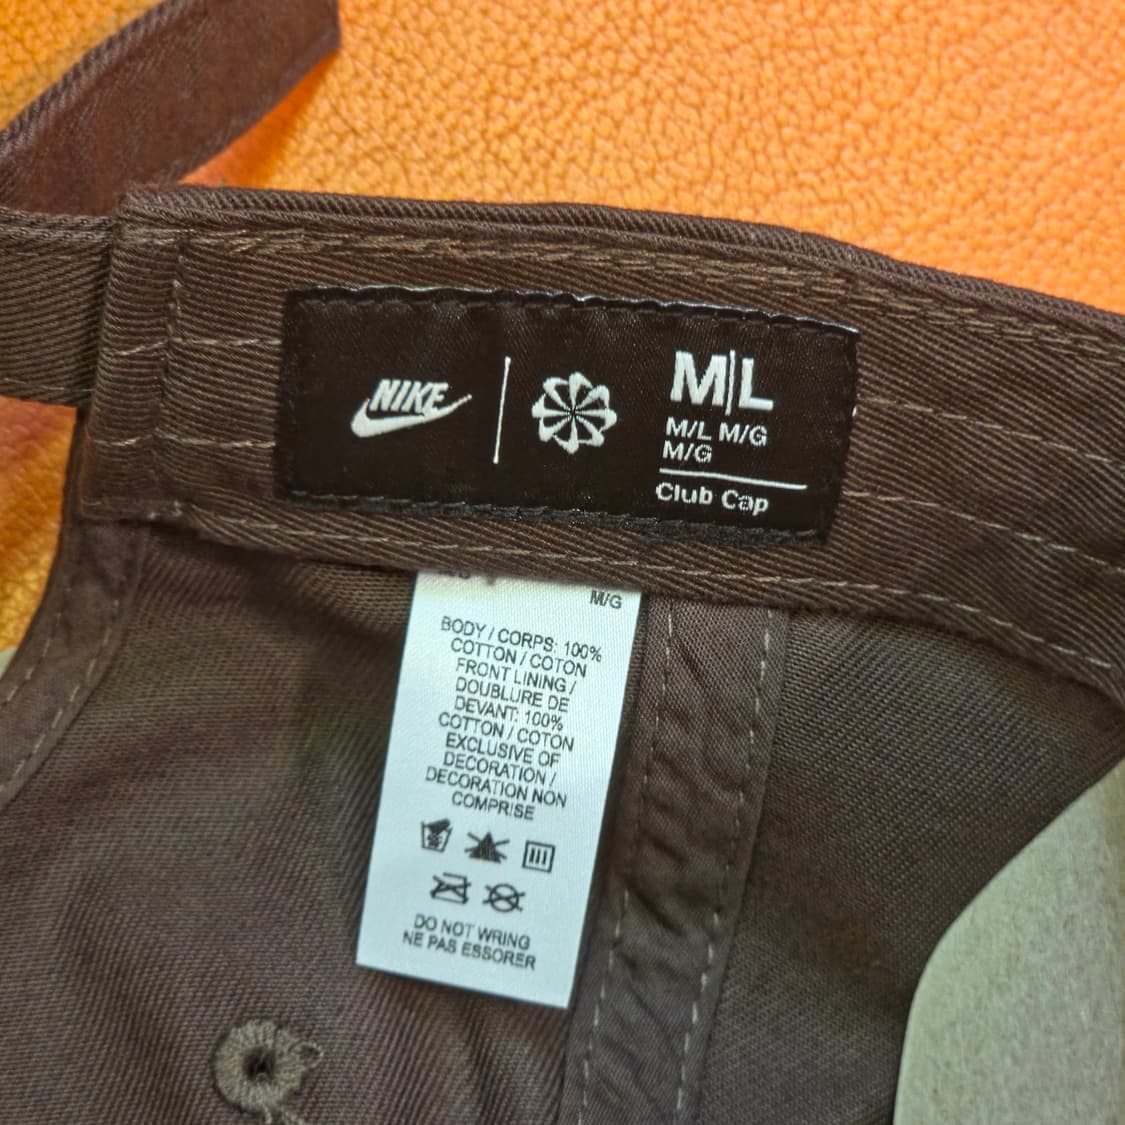 NIKE
M|L
M/L M/G
M/G
Club Cap
M/G
BODY / CORPS: 100%
COTTON / COTON
FRONT LINING /
DOUBLURE DE
DEVANT: 100%
COTTON / COTON
EXCLUSIVE OF
DECORATION /
DECORATION NON
COMPRISE
DO NOT WRING
NE PAS ESSORER